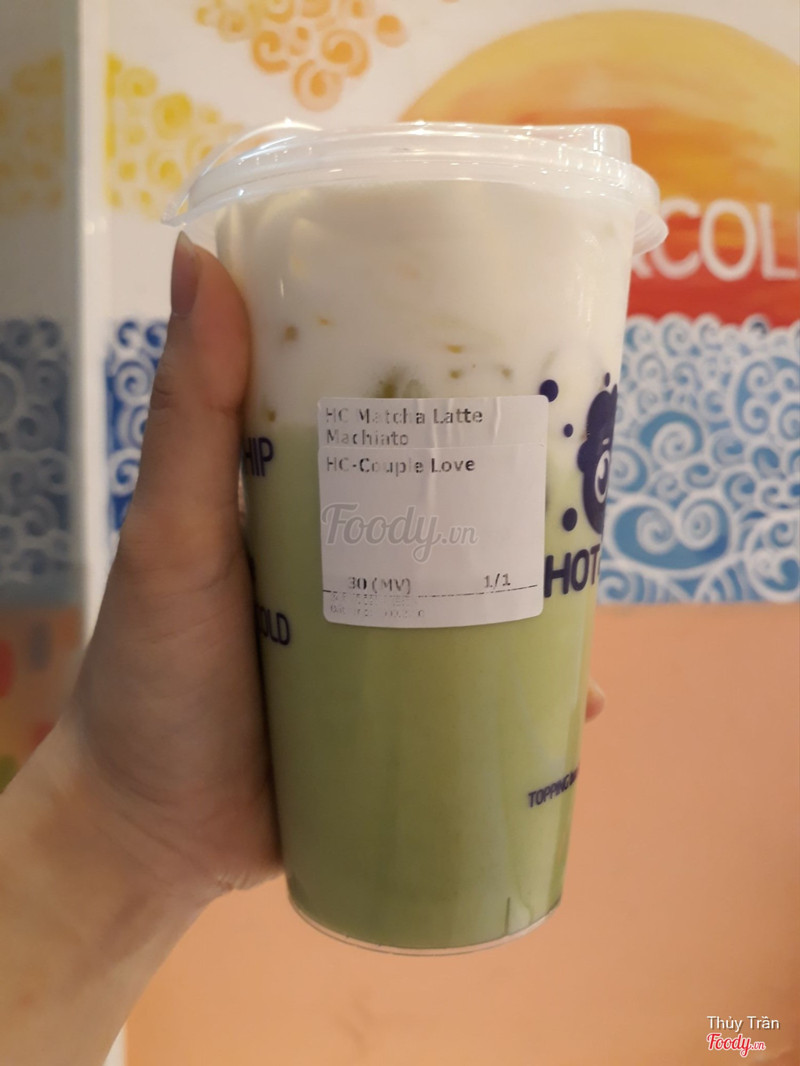 &COL
HC Matcha Latte
Machiato
HC-Couple Love
HIP
Foody.vn
HOT
30 (MV) 1/1
OLD
TOPPING
Thủy Trần
Foody.vn